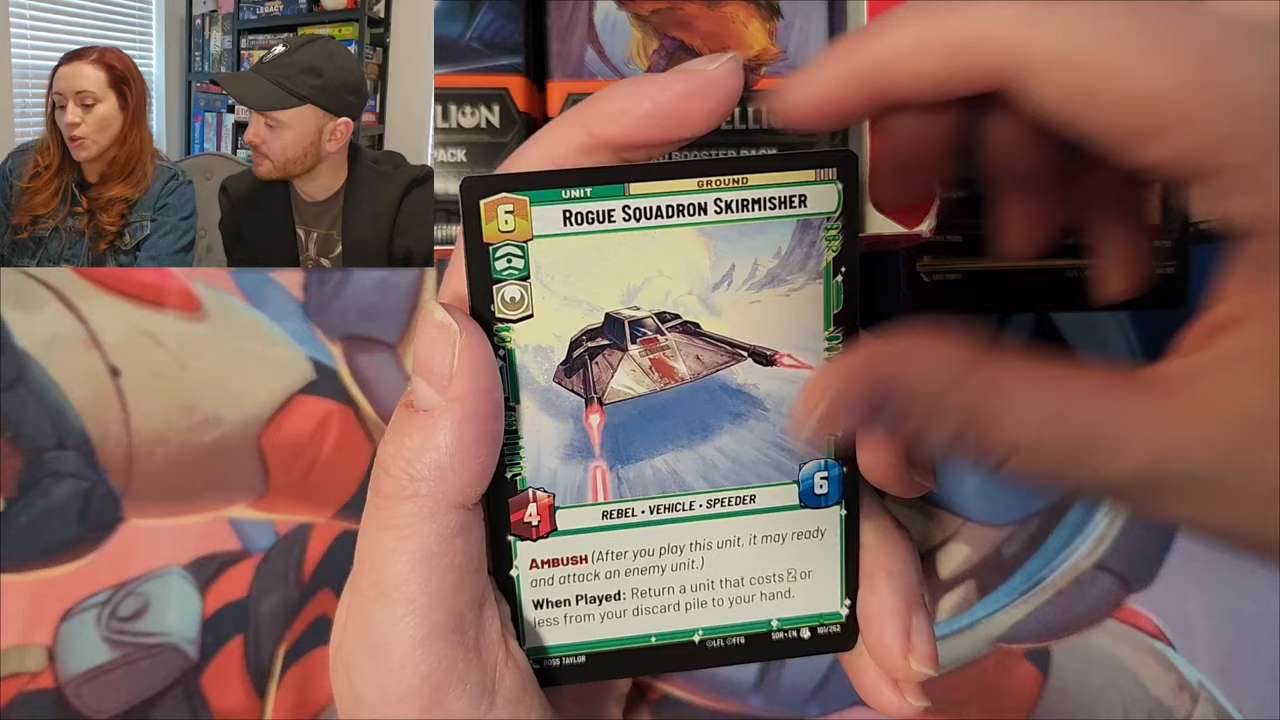 LEGACY
LLION
PACK
BOOSTER PACK
UNIT
GROUND
6
ROGUE SQUADRON SKIRMISHER
4
6
REBEL • VEHICLE • SPEEDER
AMBUSH (After you play this unit, it may ready
and attack an enemy unit.)
When Played: Return a unit that costs 2 or
less from your discard pile to your hand.
ROSS TAYLOR
©LFL ©FFG
SOR • EN
101/252